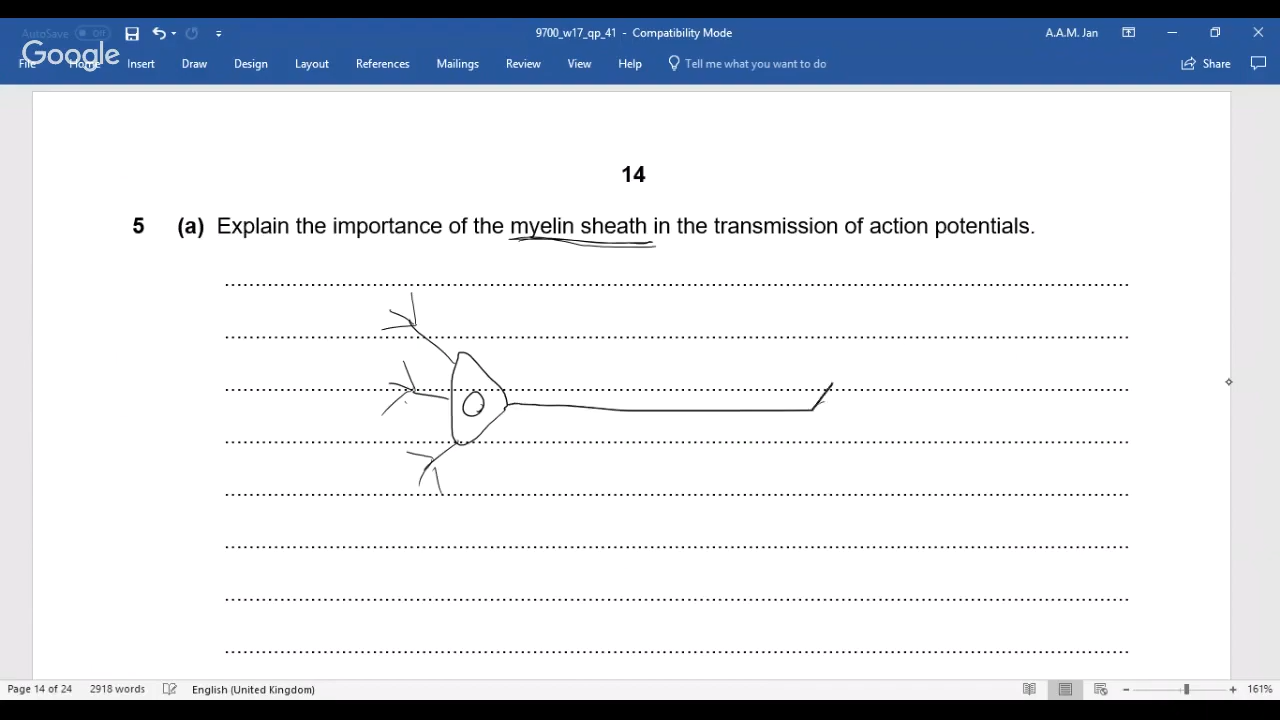 AutoSave Off
9700_w17_qp_41 - Compatibility Mode
A.A.M. Jan
Google
File Home Insert Draw Design Layout References Mailings Review View Help Tell me what you want to do Share
14
5 (a) Explain the importance of the myelin sheath in the transmission of action potentials.
Page 14 of 24 2918 words English (United Kingdom) 161%